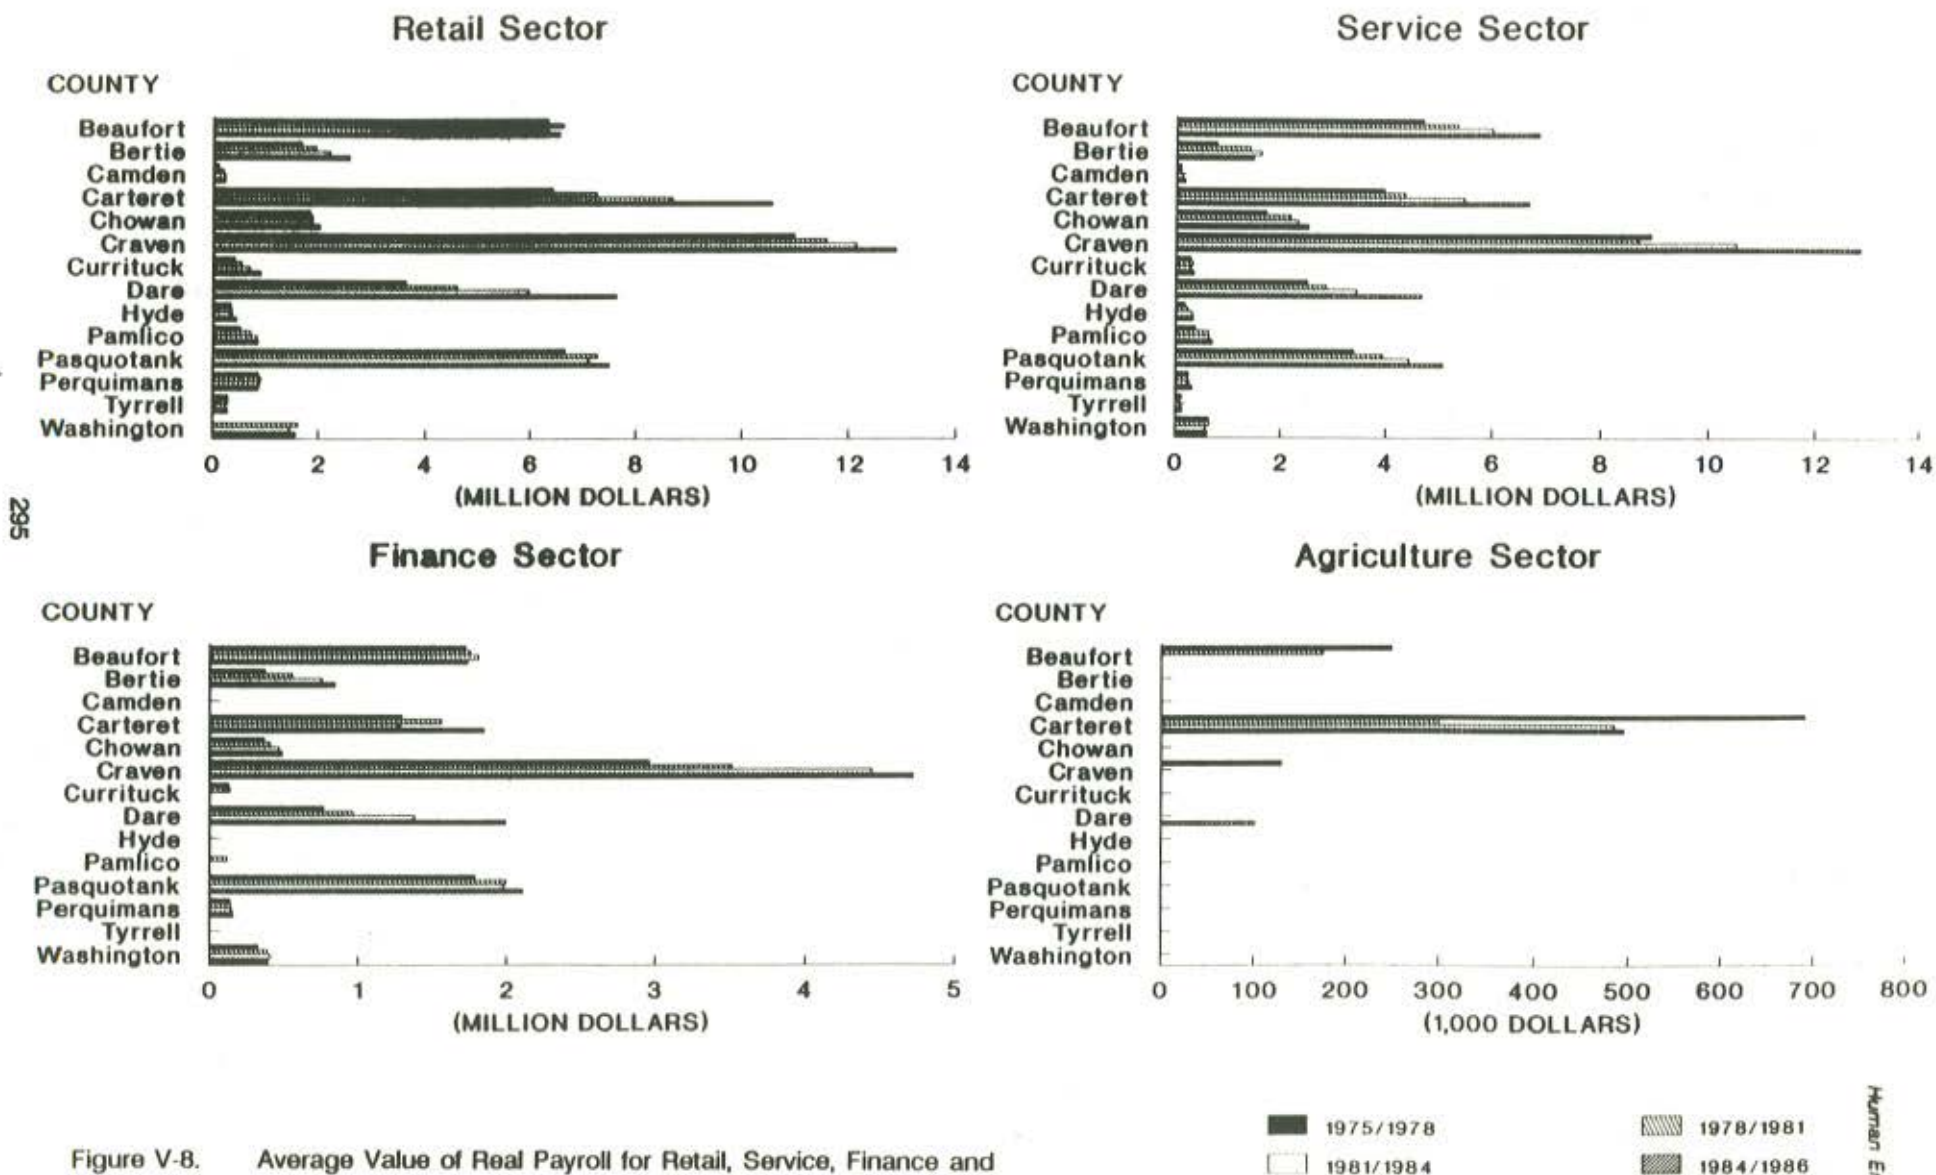 Retail Sector
COUNTY
Beaufort
Bertie
Camden
Carteret
Chowan
Craven
Currituck
Dare
Hyde
Pamlico
Pasquotank
Perquimans
Tyrrell
Washington
0 2 4 6 8 10 12 14
(MILLION DOLLARS)
Service Sector
COUNTY
Beaufort
Bertie
Camden
Carteret
Chowan
Craven
Currituck
Dare
Hyde
Pamlico
Pasquotank
Perquimans
Tyrrell
Washington
0 2 4 6 8 10 12 14
(MILLION DOLLARS)
295
Finance Sector
COUNTY
Beaufort
Bertie
Camden
Carteret
Chowan
Craven
Currituck
Dare
Hyde
Pamlico
Pasquotank
Perquimans
Tyrrell
Washington
0 1 2 3 4 5
(MILLION DOLLARS)
Agriculture Sector
COUNTY
Beaufort
Bertie
Camden
Carteret
Chowan
Craven
Currituck
Dare
Hyde
Pamlico
Pasquotank
Perquimans
Tyrrell
Washington
0 100 200 300 400 500 600 700 800
(1,000 DOLLARS)
1975/1978 1978/1981
1981/1984 1984/1986
Human
Figure V-8. Average Value of Real Payroll for Retail, Service, Finance and